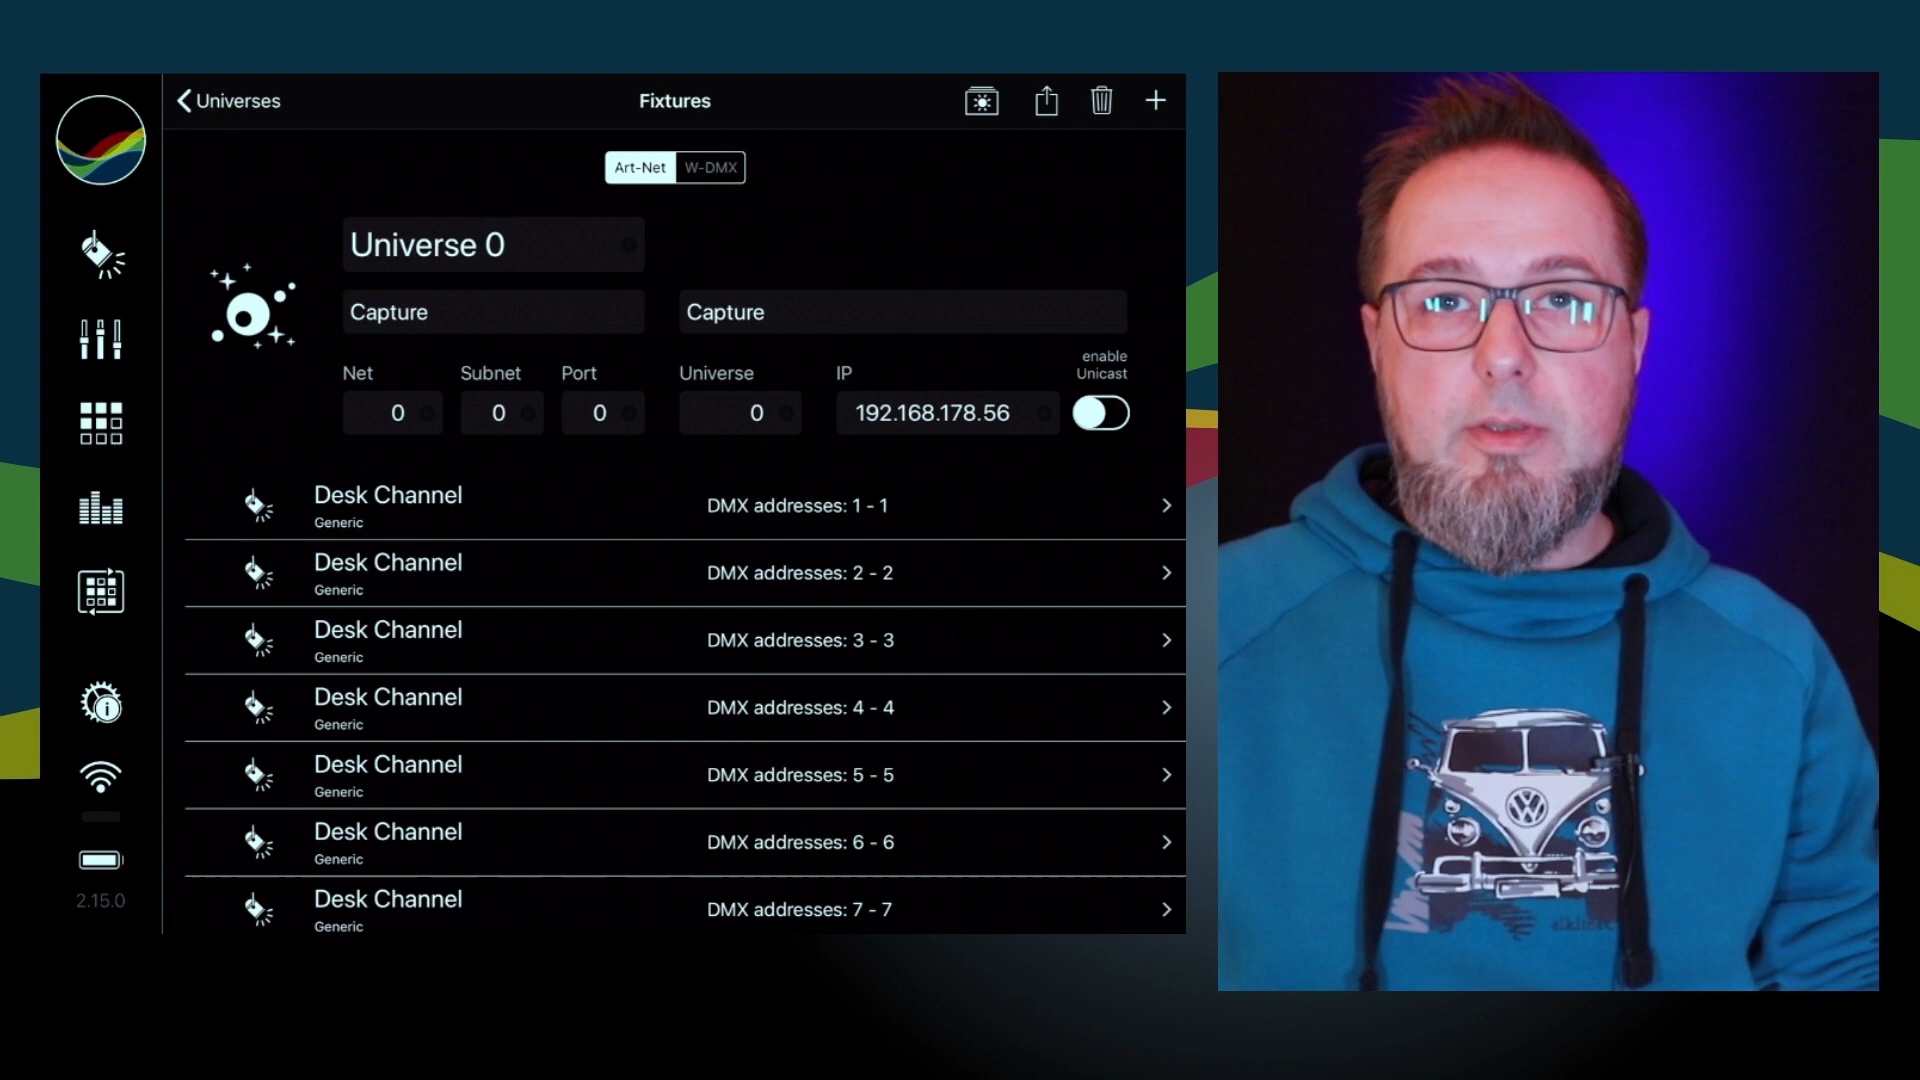 Universes
Fixtures
Art-Net W-DMX
Universe 0
Capture Capture
Net Subnet Port Universe IP enable Unicast
0 0 0 0 192.168.178.56
Desk Channel
Generic
DMX addresses: 1 - 1
Desk Channel
Generic
DMX addresses: 2 - 2
Desk Channel
Generic
DMX addresses: 3 - 3
Desk Channel
Generic
DMX addresses: 4 - 4
Desk Channel
Generic
DMX addresses: 5 - 5
Desk Channel
Generic
DMX addresses: 6 - 6
Desk Channel
Generic
DMX addresses: 7 - 7
2.15.0
VW